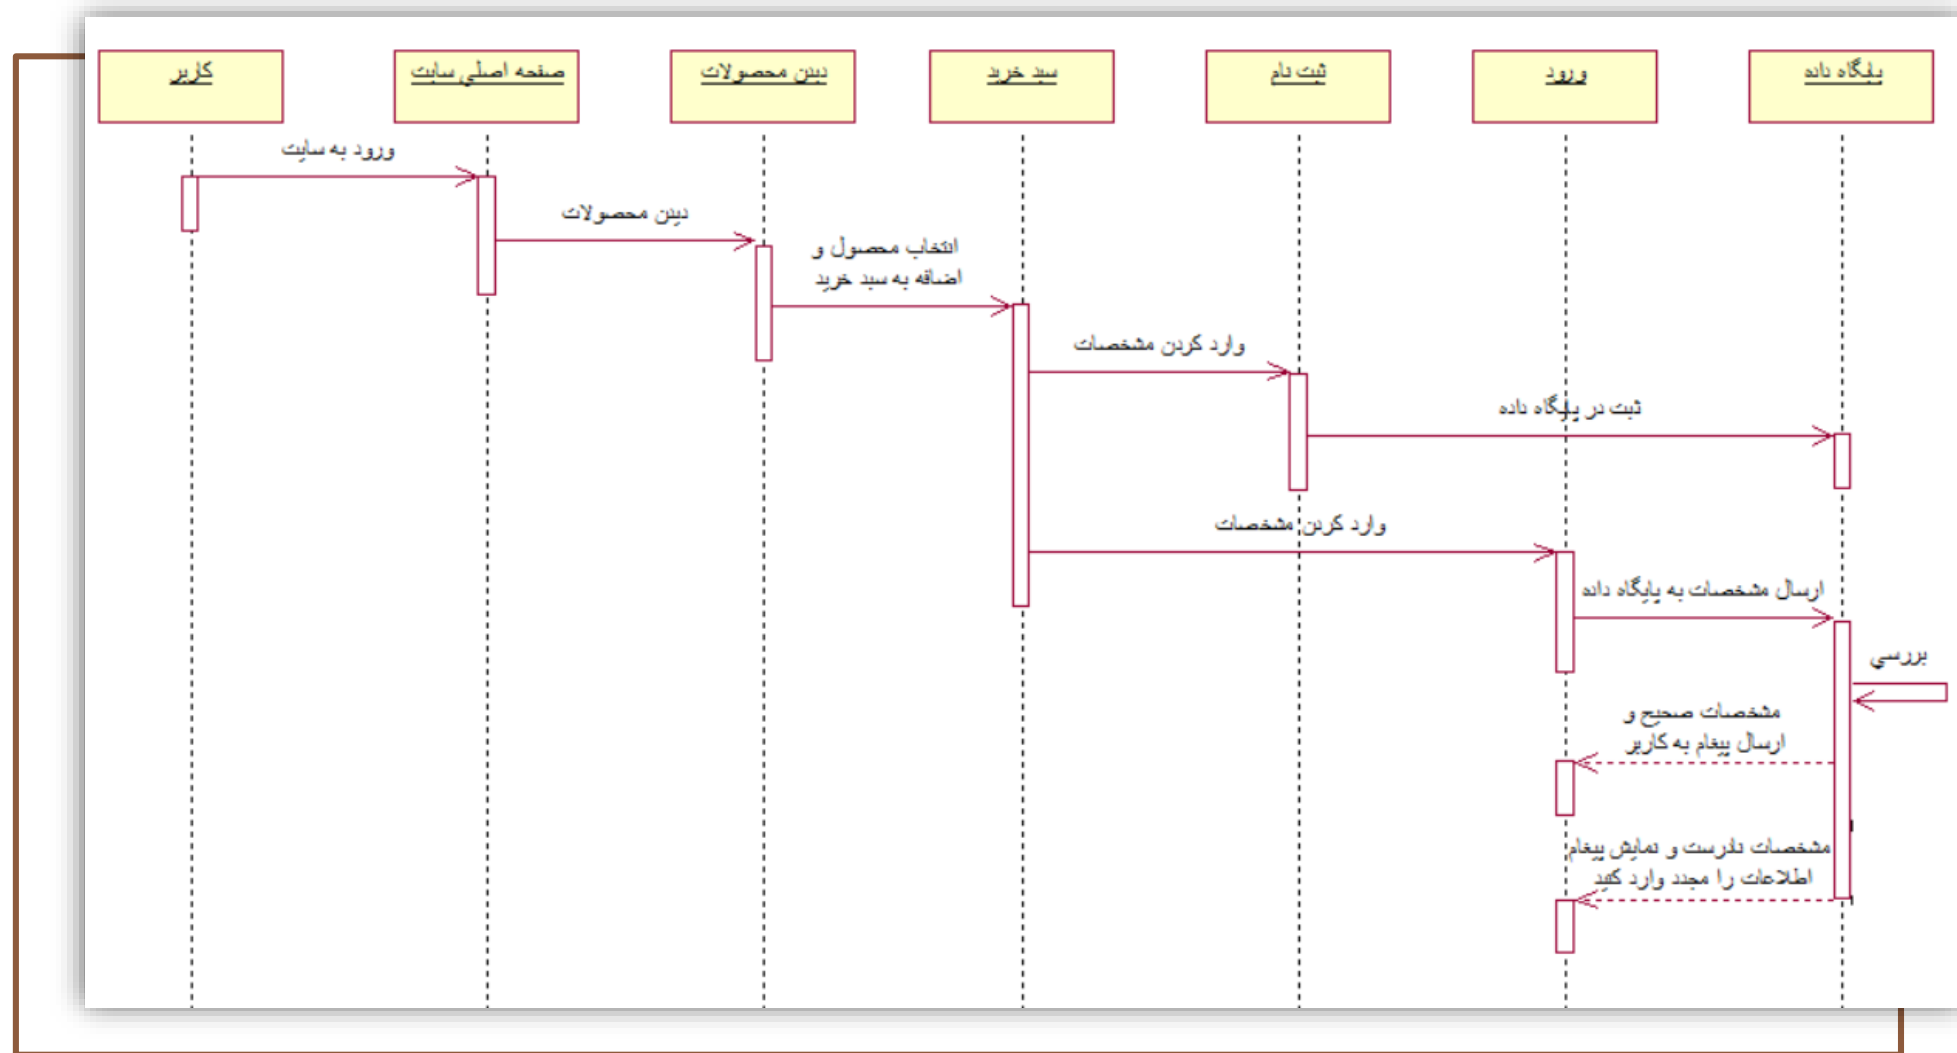 کاربر
صفحه اصلی سایت
دیدن محصولات
سبد خرید
ثبت نام
ورود
پایگاه داده
ورود به سایت
دیدن محصولات
انتخاب محصول و
اضافه به سبد خرید
وارد کردن مشخصات
ثبت در پایگاه داده
وارد کردن مشخصات
ارسال مشخصات به پایگاه داده
بررسي
مشخصات صحیح و
ارسال پیغام به کاربر
مشخصات نادرست و نمایش پیغام
اطلاعات را مجدد وارد کنید